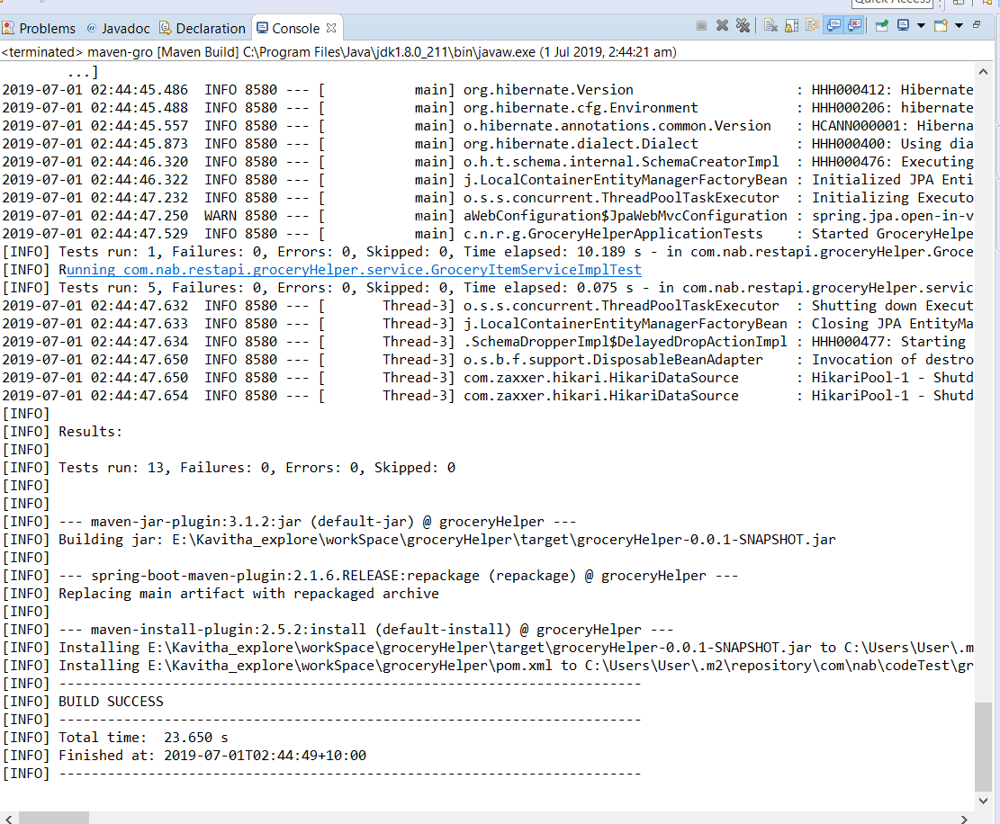 Quick Access
Problems @ Javadoc Declaration Console
<terminated> maven-gro [Maven Build] C:\Program Files\Java\jdk1.8.0_211\bin\javaw.exe (1 Jul 2019, 2:44:21 am)
...]
2019-07-01 02:44:45.486  INFO 8580 --- [           main] org.hibernate.Version                    : HHH000412: Hibernate
2019-07-01 02:44:45.488  INFO 8580 --- [           main] org.hibernate.cfg.Environment            : HHH000206: hibernate
2019-07-01 02:44:45.557  INFO 8580 --- [           main] o.hibernate.annotations.common.Version   : HCANN000001: Hiberna
2019-07-01 02:44:45.873  INFO 8580 --- [           main] org.hibernate.dialect.Dialect            : HHH000400: Using dia
2019-07-01 02:44:46.320  INFO 8580 --- [           main] o.h.t.schema.internal.SchemaCreatorImpl  : HHH000476: Executing
2019-07-01 02:44:46.322  INFO 8580 --- [           main] j.LocalContainerEntityManagerFactoryBean : Initialized JPA Enti
2019-07-01 02:44:47.232  INFO 8580 --- [           main] o.s.s.concurrent.ThreadPoolTaskExecutor  : Initializing Executo
2019-07-01 02:44:47.250  WARN 8580 --- [           main] aWebConfiguration$JpaWebMvcConfiguration : spring.jpa.open-in-v
2019-07-01 02:44:47.529  INFO 8580 --- [           main] c.n.r.g.GroceryHelperApplicationTests    : Started GroceryHelpe
[INFO] Tests run: 1, Failures: 0, Errors: 0, Skipped: 0, Time elapsed: 10.189 s - in com.nab.restapi.groceryHelper.Groce
[INFO] Running com.nab.restapi.groceryHelper.service.GroceryItemServiceImplTest
[INFO] Tests run: 5, Failures: 0, Errors: 0, Skipped: 0, Time elapsed: 0.075 s - in com.nab.restapi.groceryHelper.servic
2019-07-01 02:44:47.632  INFO 8580 --- [       Thread-3] o.s.s.concurrent.ThreadPoolTaskExecutor  : Shutting down Execut
2019-07-01 02:44:47.633  INFO 8580 --- [       Thread-3] j.LocalContainerEntityManagerFactoryBean : Closing JPA EntityMa
2019-07-01 02:44:47.634  INFO 8580 --- [       Thread-3] .SchemaDropperImpl$DelayedDropActionImpl : HHH000477: Starting
2019-07-01 02:44:47.650  INFO 8580 --- [       Thread-3] o.s.b.f.support.DisposableBeanAdapter    : Invocation of destro
2019-07-01 02:44:47.650  INFO 8580 --- [       Thread-3] com.zaxxer.hikari.HikariDataSource       : HikariPool-1 - Shutd
2019-07-01 02:44:47.654  INFO 8580 --- [       Thread-3] com.zaxxer.hikari.HikariDataSource       : HikariPool-1 - Shutd
[INFO]
[INFO] Results:
[INFO]
[INFO] Tests run: 13, Failures: 0, Errors: 0, Skipped: 0
[INFO]
[INFO]
[INFO] --- maven-jar-plugin:3.1.2:jar (default-jar) @ groceryHelper ---
[INFO] Building jar: E:\Kavitha_explore\workSpace\groceryHelper\target\groceryHelper-0.0.1-SNAPSHOT.jar
[INFO]
[INFO] --- spring-boot-maven-plugin:2.1.6.RELEASE:repackage (repackage) @ groceryHelper ---
[INFO] Replacing main artifact with repackaged archive
[INFO]
[INFO] --- maven-install-plugin:2.5.2:install (default-install) @ groceryHelper ---
[INFO] Installing E:\Kavitha_explore\workSpace\groceryHelper\target\groceryHelper-0.0.1-SNAPSHOT.jar to C:\Users\User\.m
[INFO] Installing E:\Kavitha_explore\workSpace\groceryHelper\pom.xml to C:\Users\User\.m2\repository\com\nab\codeTest\gr
[INFO] ------------------------------------------------------------------------
[INFO] BUILD SUCCESS
[INFO] ------------------------------------------------------------------------
[INFO] Total time:  23.650 s
[INFO] Finished at: 2019-07-01T02:44:49+10:00
[INFO] ------------------------------------------------------------------------